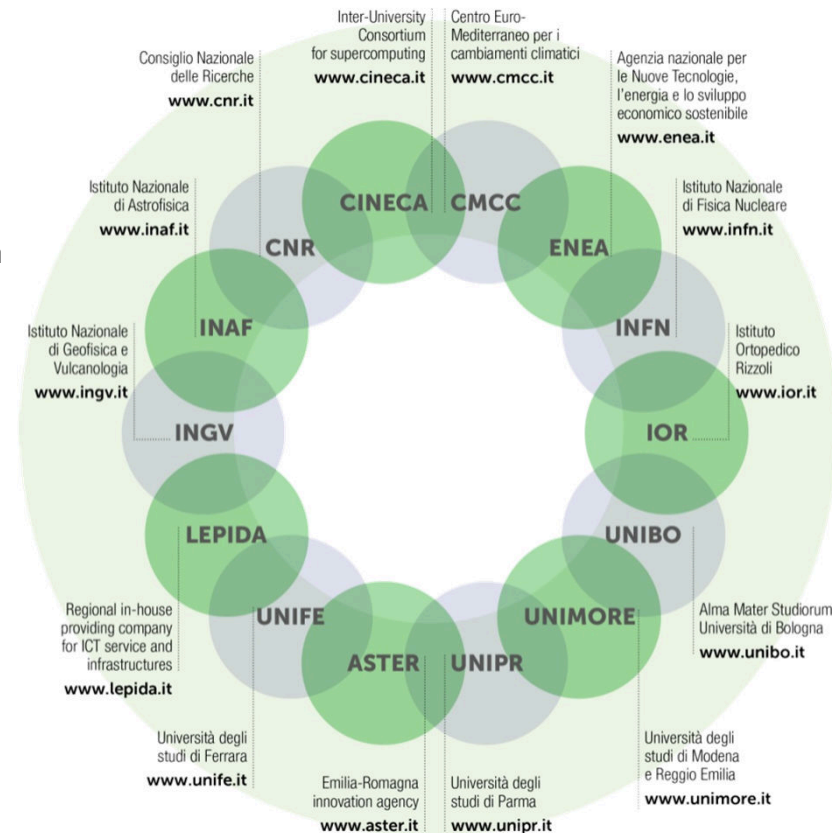 Inter-University
Consortium
for supercomputing
www.cineca.it
Centro Euro-
Mediterraneo per i
cambiamenti climatici
www.cmcc.it
Consiglio Nazionale
delle Ricerche
www.cnr.it
Agenzia nazionale per
le Nuove Tecnologie,
l'energia e lo sviluppo
economico sostenibile
www.enea.it
Istituto Nazionale
di Astrofisica
www.inaf.it
Istituto Nazionale
di Fisica Nucleare
www.infn.it
CINECA
CMCC
CNR
ENEA
INAF
INFN
Istituto Nazionale
di Geofisica e
Vulcanologia
www.ingv.it
Istituto
Ortopedico
Rizzoli
www.ior.it
INGV
IOR
LEPIDA
UNIBO
UNIFE
UNIMORE
ASTER
UNIPR
Regional in-house
providing company
for ICT service and
infrastructures
www.lepida.it
Alma Mater Studiorum
Università di Bologna
www.unibo.it
Università degli
studi di Ferrara
www.unife.it
Università degli
studi di Modena
e Reggio Emilia
www.unimore.it
Emilia-Romagna
innovation agency
www.aster.it
Università degli
studi di Parma
www.unipr.it